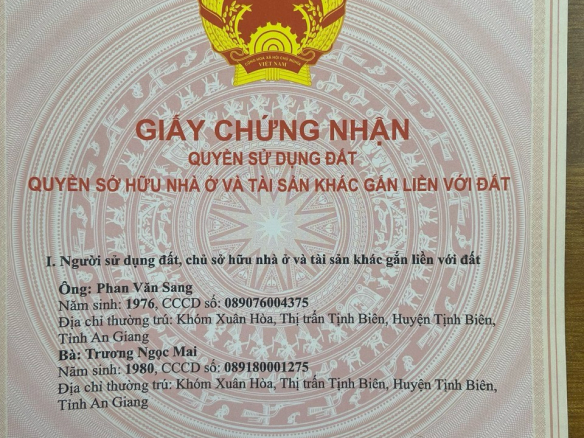 CỘNG HÒA XÃ HỘI CHỦ NGHĨA
VIỆT NAM
GIẤY CHỨNG NHẬN
QUYỀN SỬ DỤNG ĐẤT
QUYỀN SỞ HỮU NHÀ Ở VÀ TÀI SẢN KHÁC GẮN LIỀN VỚI ĐẤT
I. Người sử dụng đất, chủ sở hữu nhà ở và tài sản khác gắn liền với đất
Ông: Phan Văn Sang
Năm sinh: 1976, CCCD số: 089076004375
Địa chỉ thường trú: Khóm Xuân Hòa, Thị trấn Tịnh Biên, Huyện Tịnh Biên,
Tỉnh An Giang
Bà: Trương Ngọc Mai
Năm sinh: 1980, CCCD số: 089180001275
Địa chỉ thường trú: Khóm Xuân Hòa, Thị trấn Tịnh Biên, Huyện Tịnh Biên,
Tỉnh An Giang